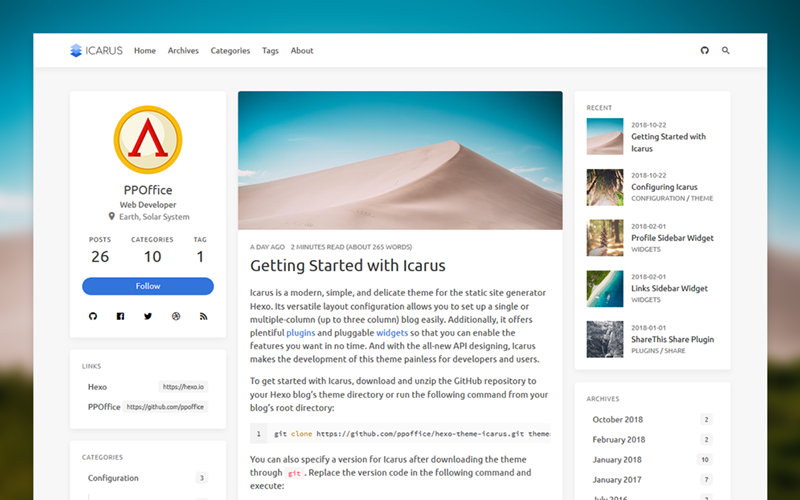 ICARUS Home Archives Categories Tags About
PPOffice
Web Developer
Earth, Solar System
POSTS CATEGORIES TAG
26 10 1
Follow
LINKS
Hexo https://hexo.io
PPOffice https://github.com/ppoffice
CATEGORIES
Configuration 3
A DAY AGO 2 MINUTES READ (ABOUT 265 WORDS)
Getting Started with Icarus
Icarus is a modern, simple, and delicate theme for the static site generator
Hexo. Its versatile layout configuration allows you to set up a single or
multiple-column (up to three column) blog easily. Additionally, it offers
plentiful plugins and pluggable widgets so that you can enable the
features you want in no time. And with the all-new API designing, Icarus
makes the development of this theme painless for developers and users.
To get started with Icarus, download and unzip the GitHub repository to
your Hexo blog's theme directory or run the following command from your
blog's root directory:
1 git clone https://github.com/ppoffice/hexo-theme-icarus.git theme
You can also specify a version for Icarus after downloading the theme
through git. Replace the version code in the following command and
execute:
RECENT
2018-10-22
Getting Started with
Icarus
2018-10-22
Configuring Icarus
CONFIGURATION / THEME
2018-02-01
Profile Sidebar Widget
WIDGETS
2018-02-01
Links Sidebar Widget
WIDGETS
2018-01-01
ShareThis Share Plugin
PLUGINS / SHARE
ARCHIVES
October 2018 2
February 2018 2
January 2018 10
January 2017 7
July 2016